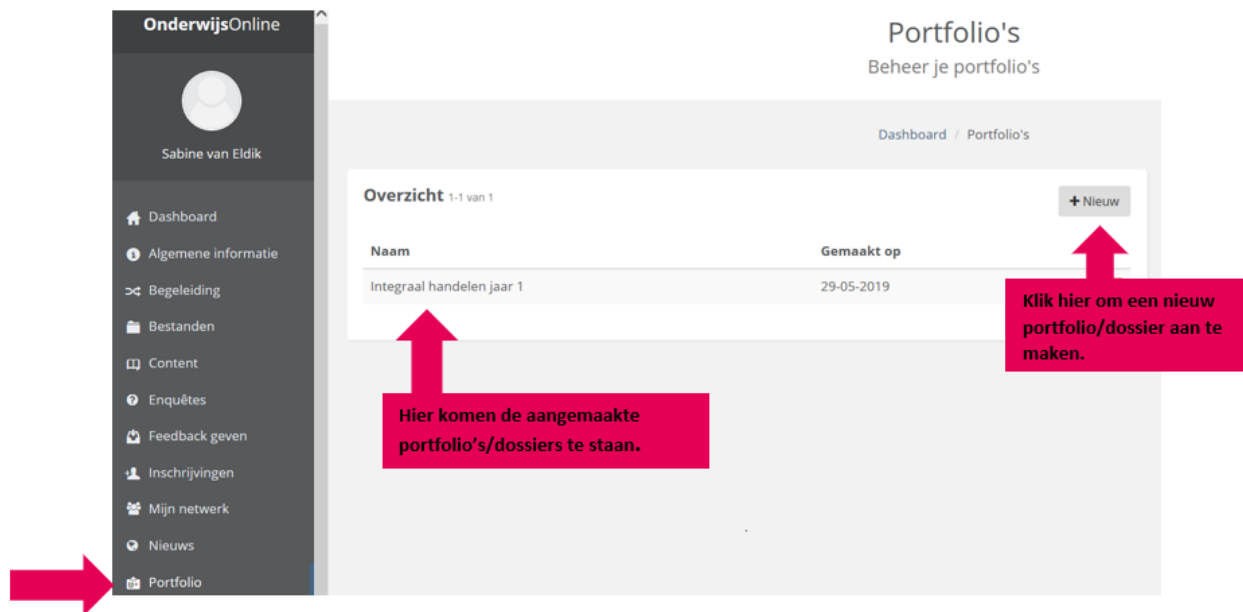 OnderwijsOnline
Sabine van Eldik
Dashboard
Algemene informatie
Begeleiding
Bestanden
Content
Enquêtes
Feedback geven
Inschrijvingen
Mijn netwerk
Nieuws
Portfolio
Portfolio's
Beheer je portfolio's
Dashboard / Portfolio's
Overzicht 1-1 van 1
+ Nieuw
Naam Gemaakt op
Integraal handelen jaar 1 29-05-2019
Klik hier om een nieuw
portfolio/dossier aan te
maken.
Hier komen de aangemaakte
portfolio’s/dossiers te staan.